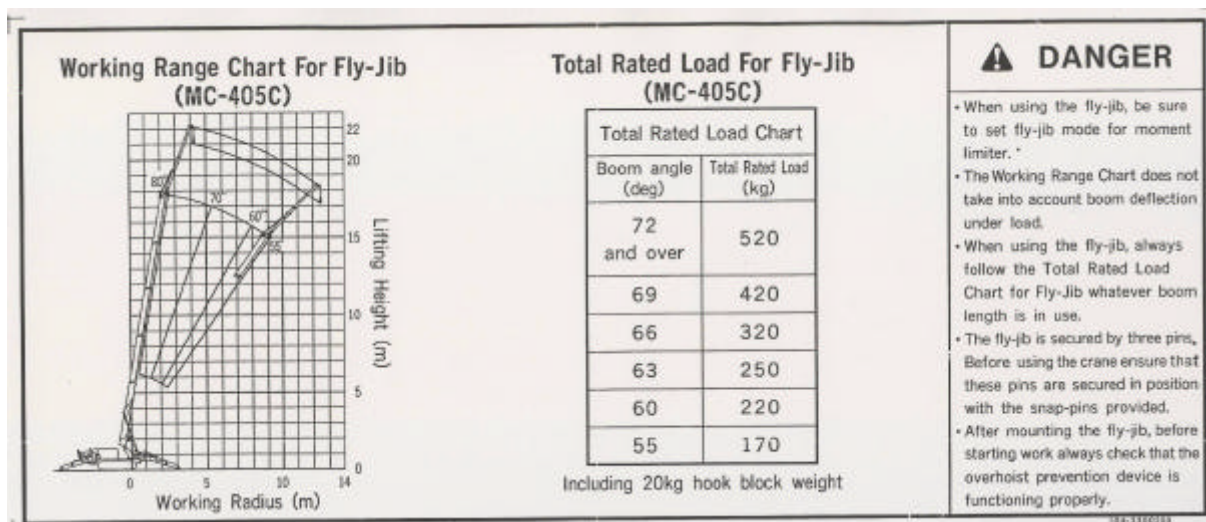 Working Range Chart For Fly-Jib
(MC-405C)
22
20
15
10
5
0
80°
70°
60°
55°
Lifting Height (m)
0 5 10 14
Working Radius (m)
Total Rated Load For Fly-Jib
(MC-405C)
Total Rated Load Chart
Boom angle
(deg)
Total Rated Load
(kg)
72
and over
520
69 420
66 320
63 250
60 220
55 170
Including 20kg hook block weight
DANGER
• When using the fly-jib, be sure
to set fly-jib mode for moment
limiter.
• The Working Range Chart does not
take into account boom deflection
under load.
• When using the fly-jib, always
follow the Total Rated Load
Chart for Fly-Jib whatever boom
length is in use.
• The fly-jib is secured by three pins.
Before using the crane ensure that
these pins are secured in position
with the snap-pins provided.
• After mounting the fly-jib, before
starting work always check that the
overhoist prevention device is
functioning properly.